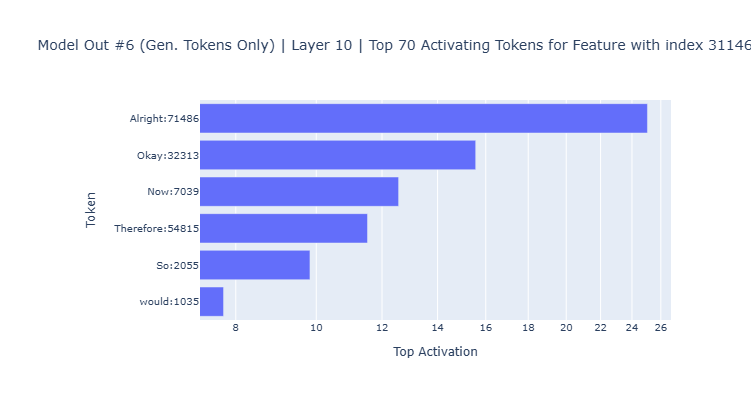 Model Out #6 (Gen. Tokens Only) | Layer 10 | Top 70 Activating Tokens for Feature with index 31146
Alright:71486
Okay:32313
Now:7039
Therefore:54815
So:2055
would:1035
Token
8 10 12 14 16 18 20 22 24 26
Top Activation